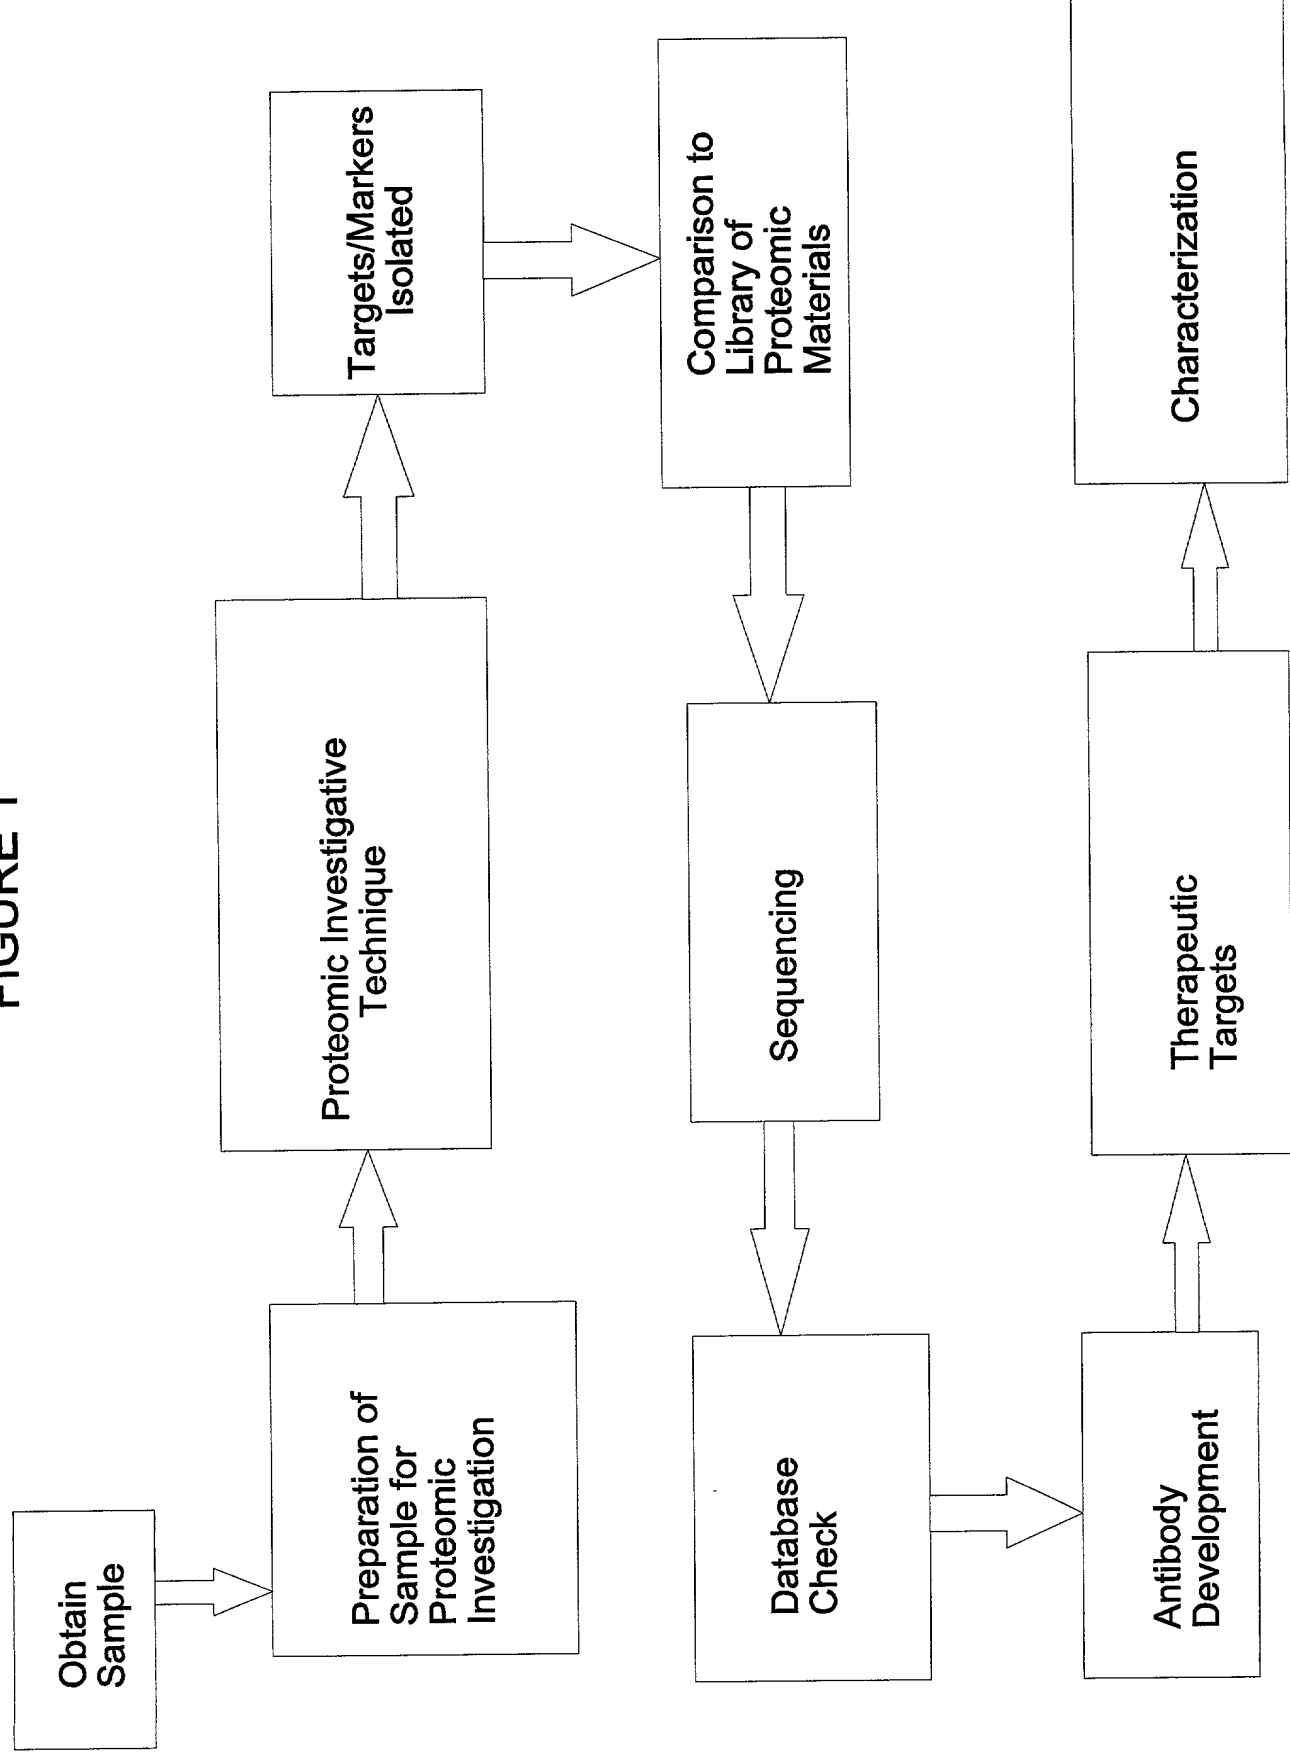 FIGURE 1
Obtain
Sample
Preparation of
Sample for
Proteomic
Investigation
Proteomic Investigative
Technique
Targets/Markers
Isolated
Comparison to
Library of
Proteomic
Materials
Sequencing
Database
Check
Antibody
Development
Therapeutic
Targets
Characterization